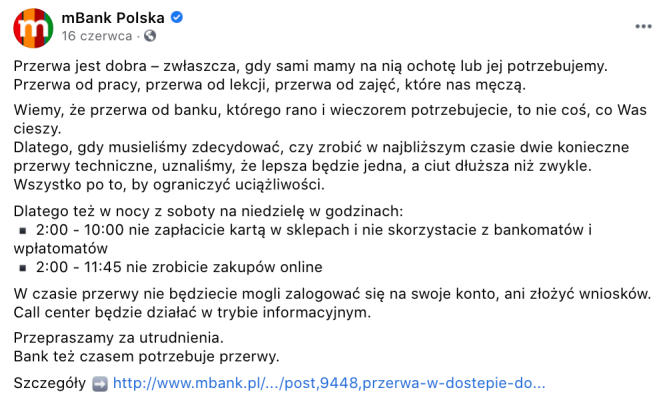 mBank Polska
16 czerwca ·
Przerwa jest dobra – zwłaszcza, gdy sami mamy na nią ochotę lub jej potrzebujemy.
Przerwa od pracy, przerwa od lekcji, przerwa od zajęć, które nas męczą.
Wiemy, że przerwa od banku, którego rano i wieczorem potrzebujecie, to nie coś, co Was
cieszy.
Dlatego, gdy musieliśmy zdecydować, czy zrobić w najbliższym czasie dwie konieczne
przerwy techniczne, uznaliśmy, że lepsza będzie jedna, a ciut dłuższa niż zwykle.
Wszystko po to, by ograniczyć uciążliwości.
Dlatego też w nocy z soboty na niedzielę w godzinach:
▪ 2:00 - 10:00 nie zapłacicie kartą w sklepach i nie skorzystacie z bankomatów i
wpłatomatów
▪ 2:00 - 11:45 nie zrobicie zakupów online
W czasie przerwy nie będziecie mogli zalogować się na swoje konto, ani złożyć wniosków.
Call center będzie działać w trybie informacyjnym.
Przepraszamy za utrudnienia.
Bank też czasem potrzebuje przerwy.
Szczegóły ➡ http://www.mbank.pl/.../post,9448,przerwa-w-dostepie-do...